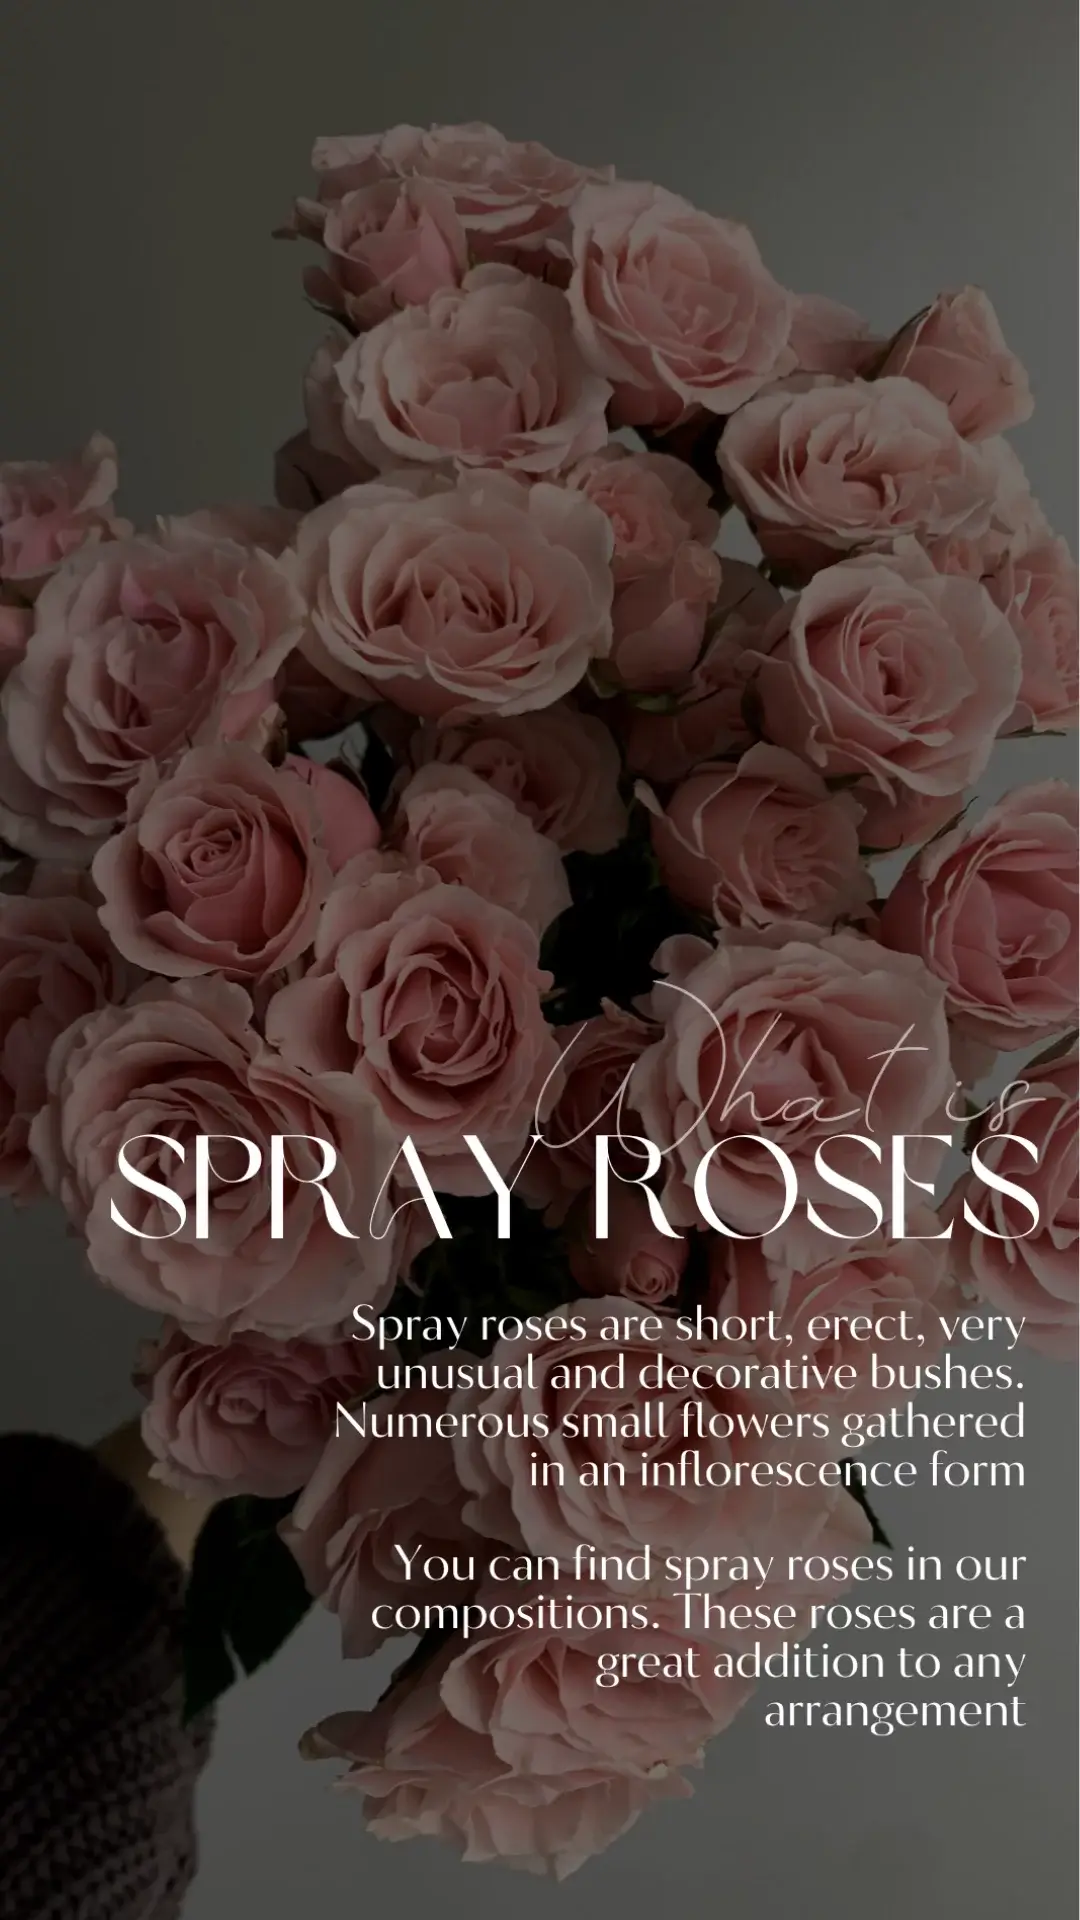 What is
SPRAY ROSES
Spray roses are short, erect, very
unusual and decorative bushes.
Numerous small flowers gathered
in an inflorescence form
You can find spray roses in our
compositions. These roses are a
great addition to any
arrangement